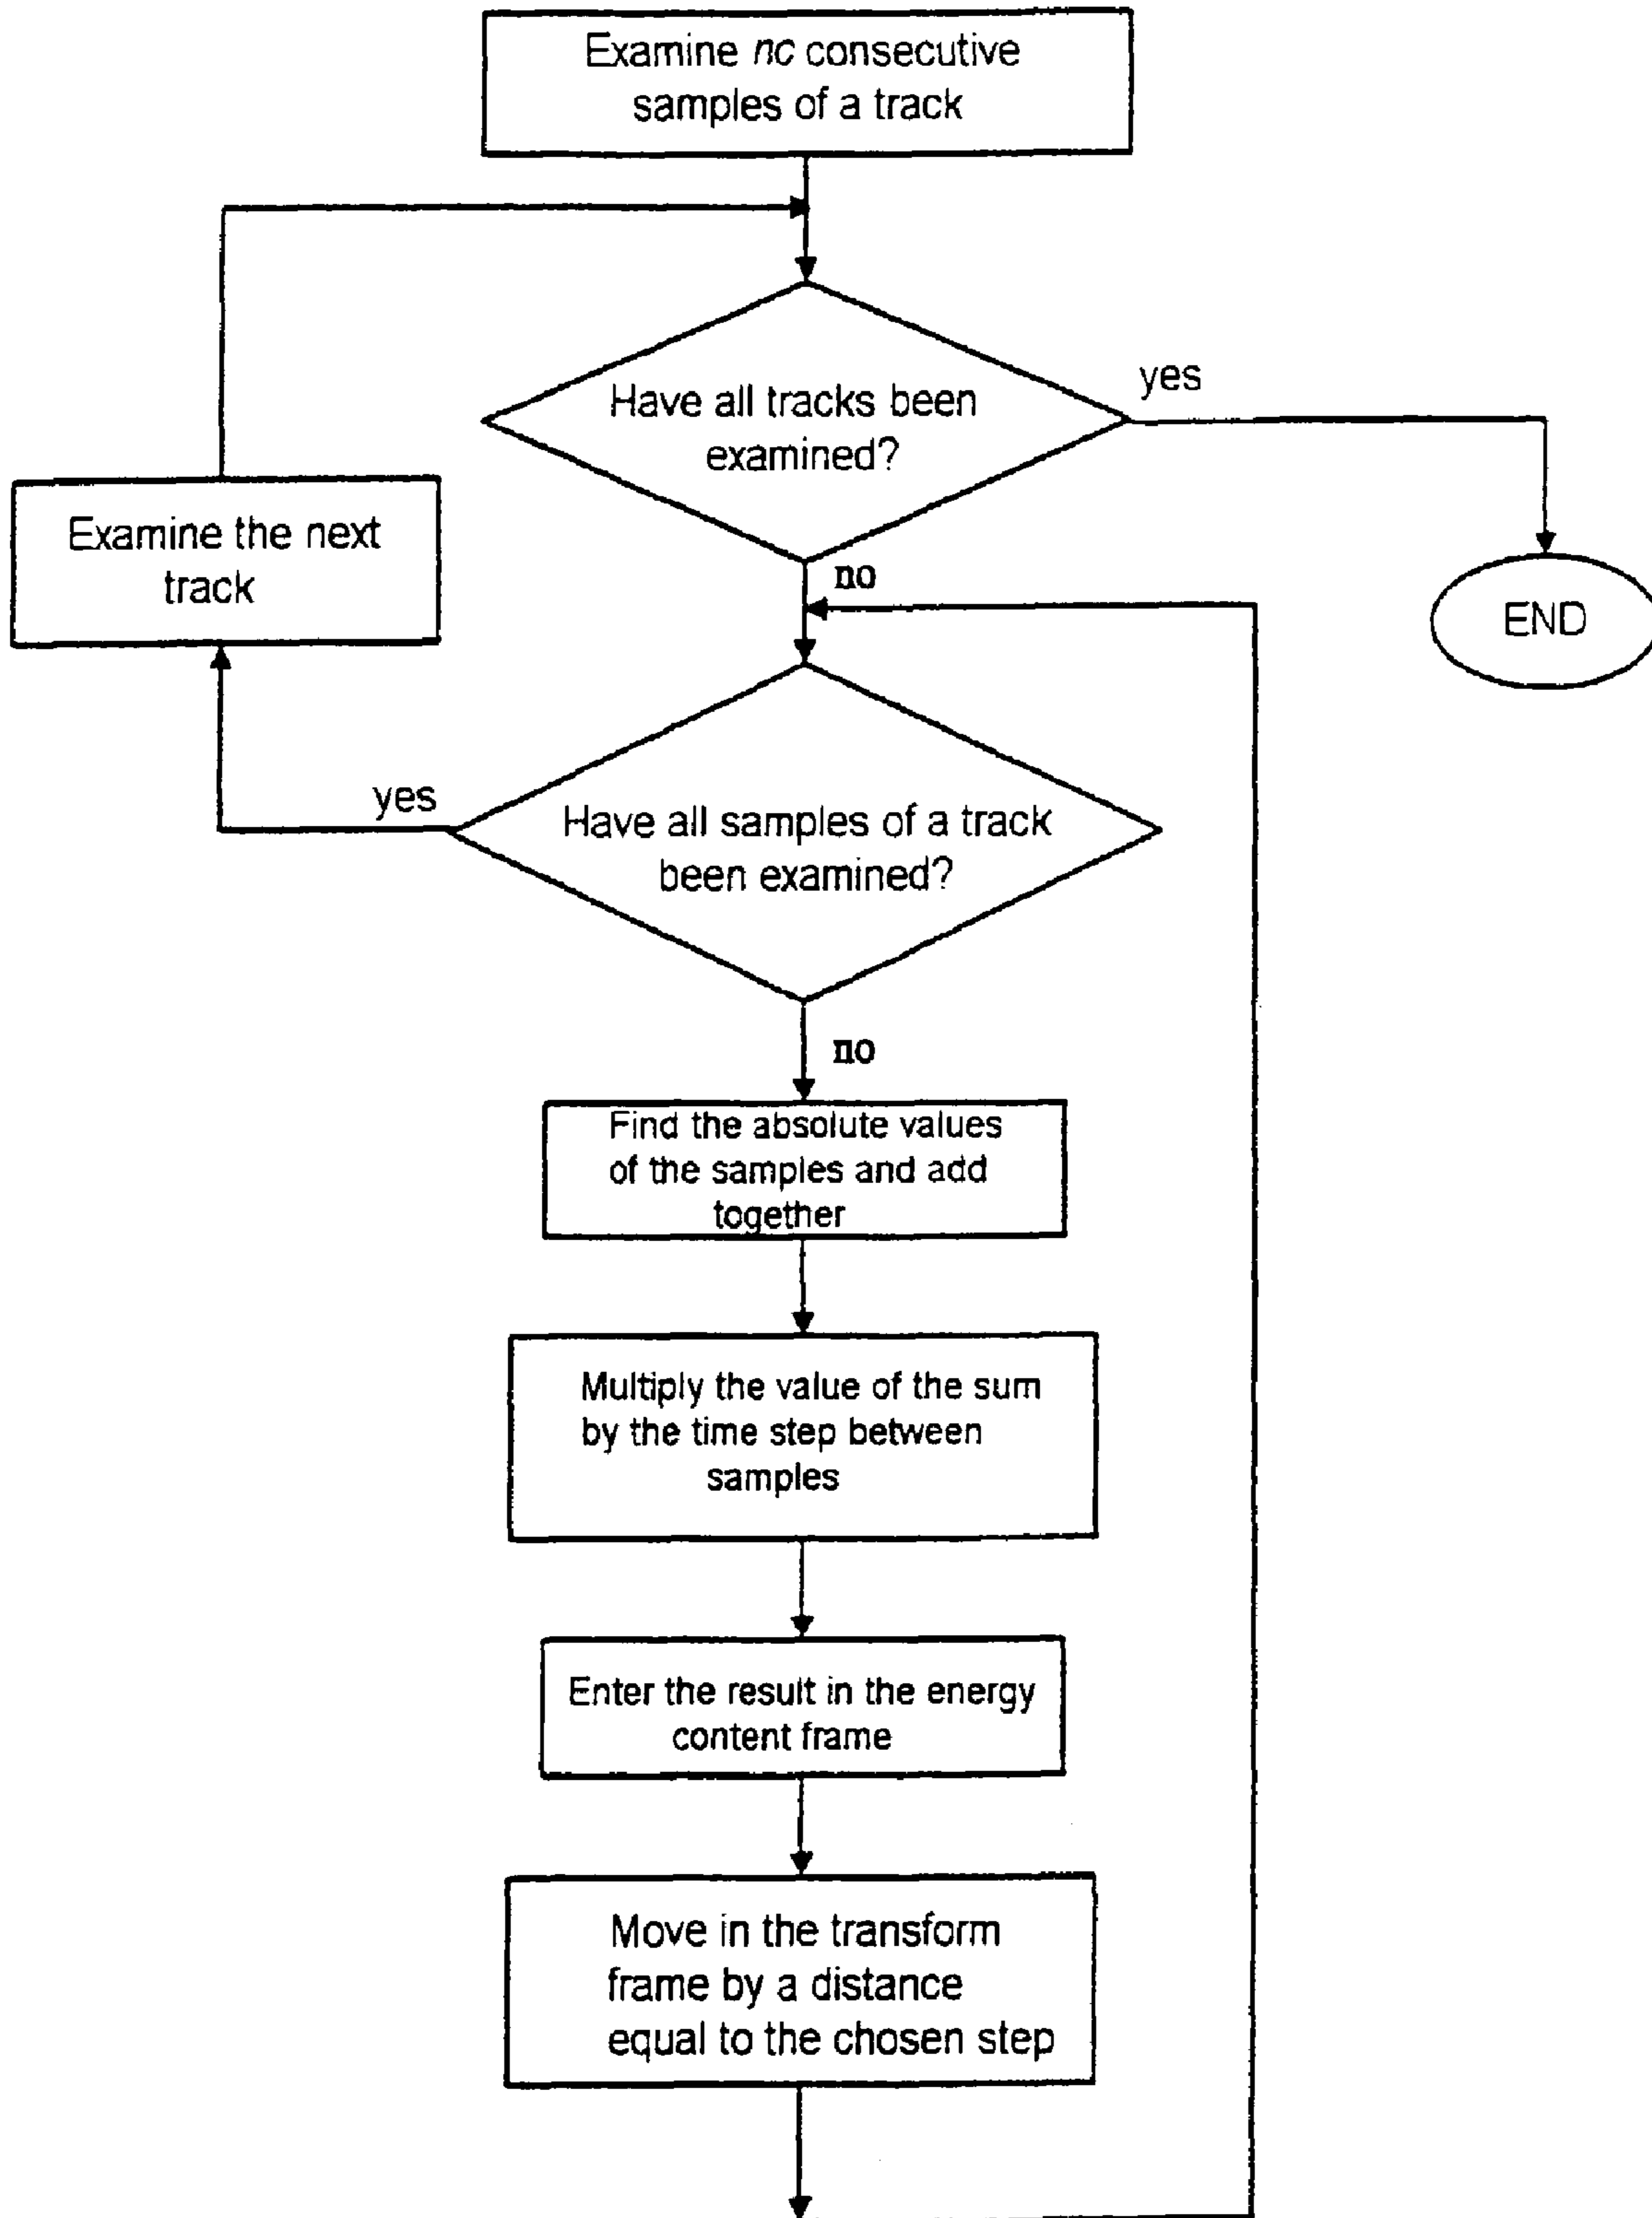 Examine nc consecutive
samples of a track
Have all tracks been
examined?
yes
no
Examine the next
track
END
Have all samples of a track
been examined?
yes
no
Find the absolute values
of the samples and add
together
Multiply the value of the sum
by the time step between
samples
Enter the result in the energy
content frame
Move in the transform
frame by a distance
equal to the chosen step